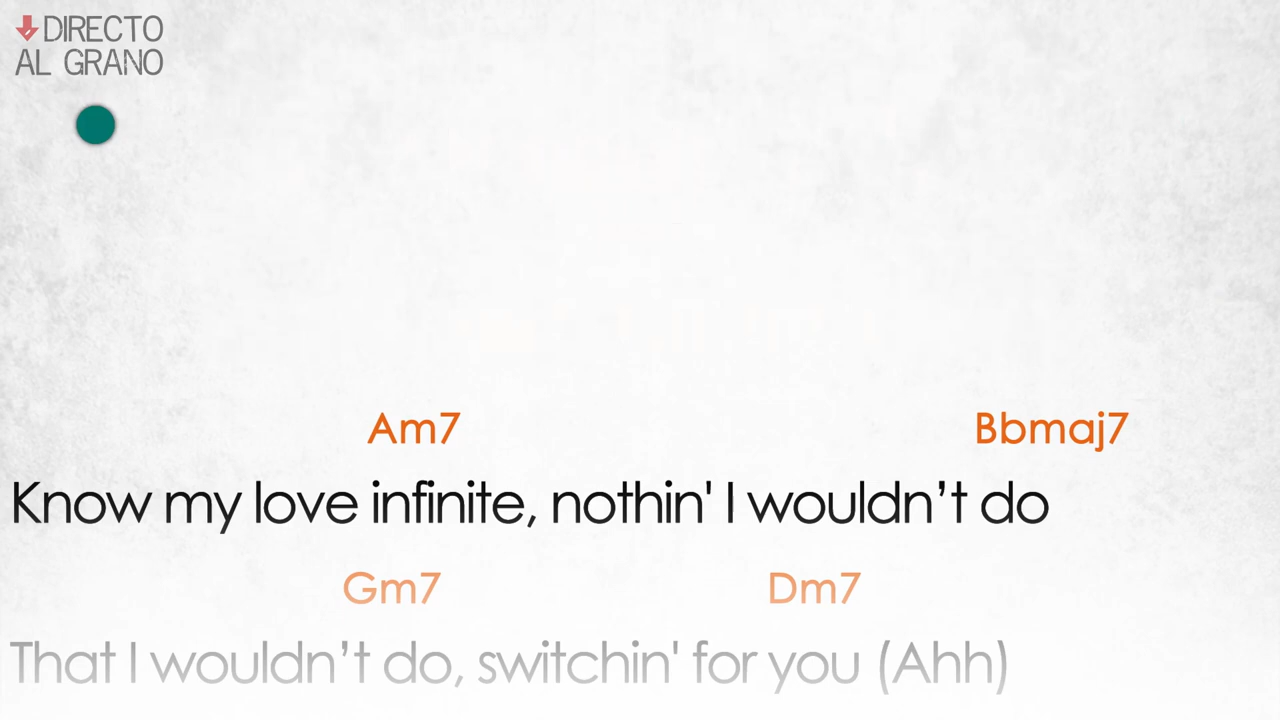 DIRECTO
AL GRANO
Am7 Bbmaj7
Know my love infinite, nothin' I wouldn’t do
Gm7 Dm7
That I wouldn’t do, switchin' for you (Ahh)